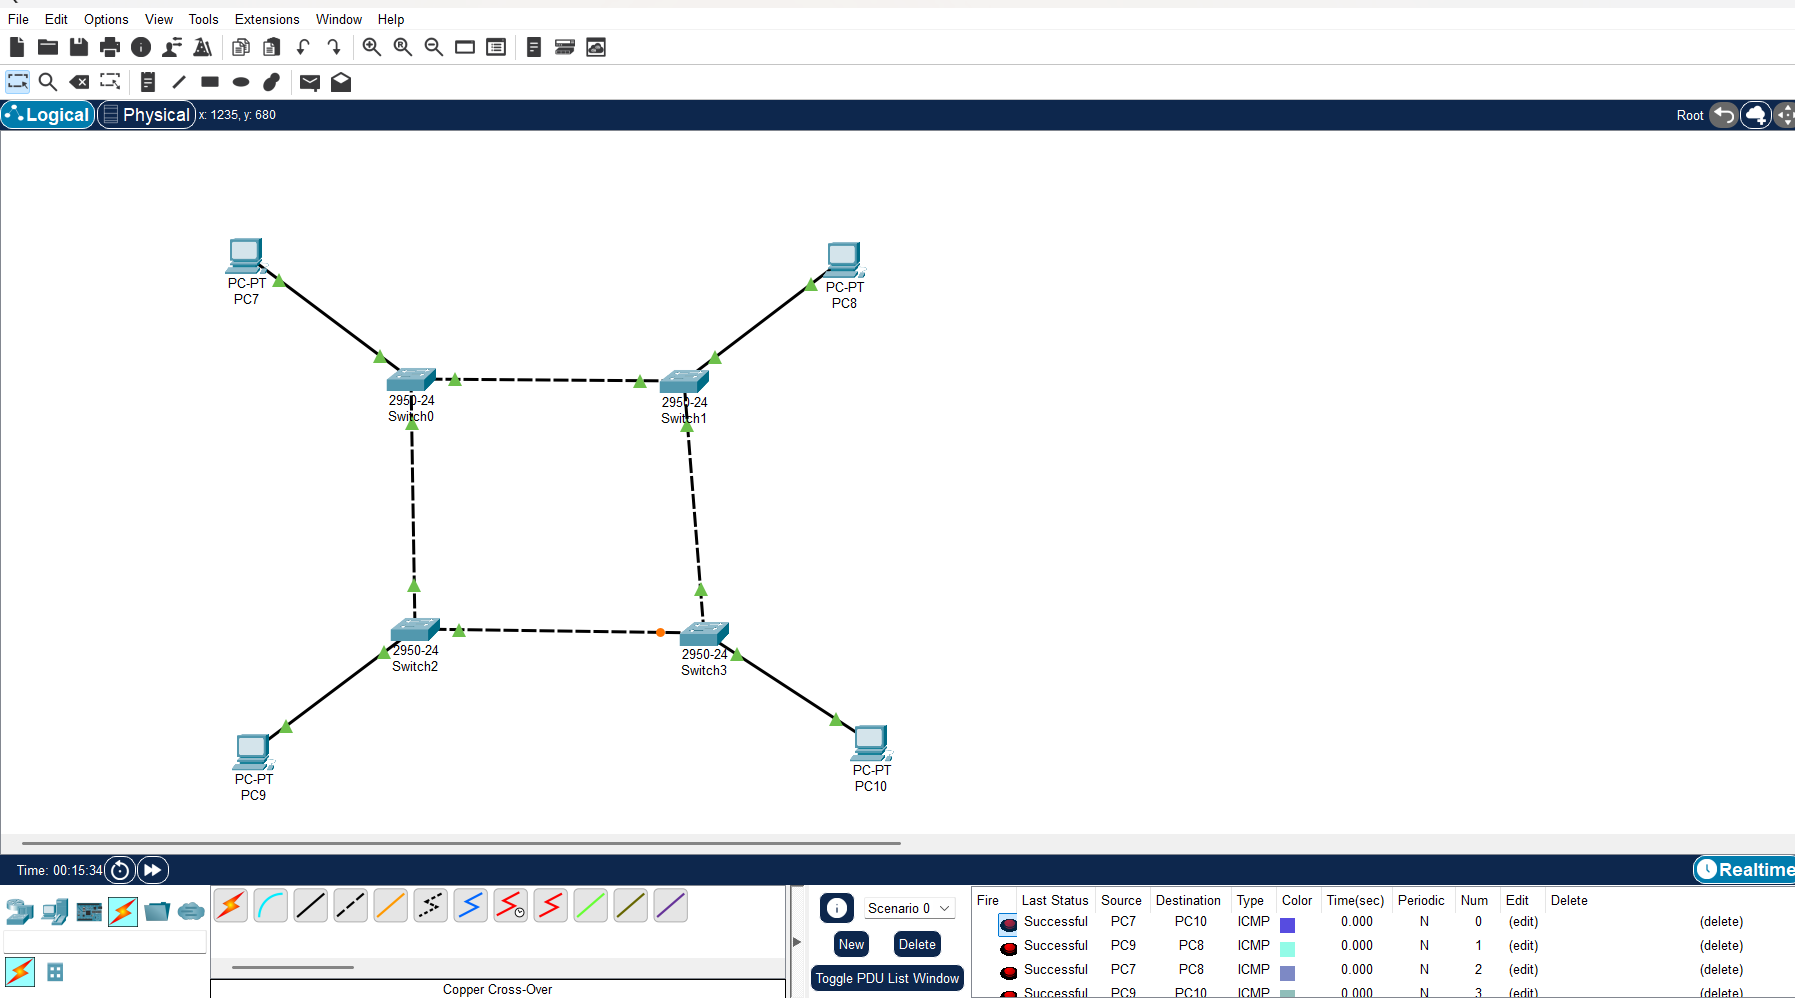 File Edit Options View Tools Extensions Window Help
Logical Physical x: 1235, y: 680 Root
PC-PT
PC7
PC-PT
PC8
2950-24
Switch0
2950-24
Switch1
2950-24
Switch2
2950-24
Switch3
PC-PT
PC9
PC-PT
PC10
Time: 00:15:34 Realtime
Scenario 0
New Delete
Toggle PDU List Window
Copper Cross-Over
Fire Last Status Source Destination Type Color Time(sec) Periodic Num Edit Delete
Successful PC7 PC10 ICMP 0.000 N 0 (edit) (delete)
Successful PC9 PC8 ICMP 0.000 N 1 (edit) (delete)
Successful PC7 PC8 ICMP 0.000 N 2 (edit) (delete)
Successful PC9 PC10 ICMP 0.000 N 3 (edit) (delete)